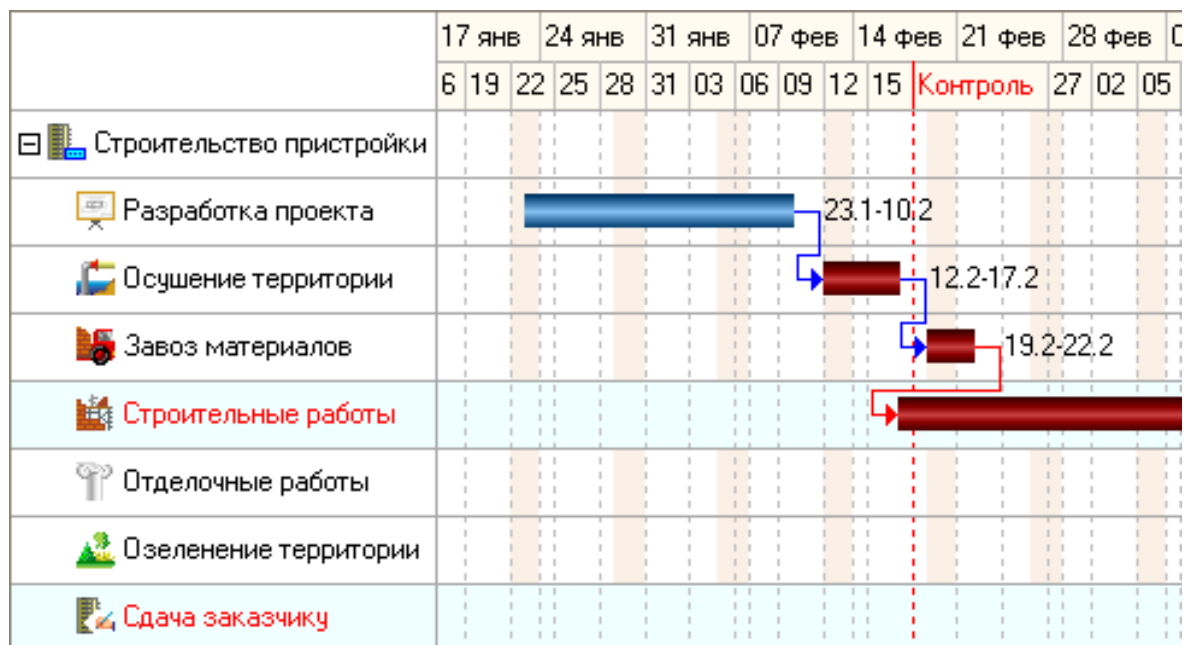 17 янв 24 янв 31 янв 07 фев 14 фев 21 фев 28 фев
6 19 22 25 28 31 03 06 09 12 15 Контроль 27 02 05
Строительство пристройки
Разработка проекта 23.1-10.2
Осушение территории 12.2-17.2
Завоз материалов 19.2-22.2
Строительные работы
Отделочные работы
Озеленение территории
Сдача заказчику